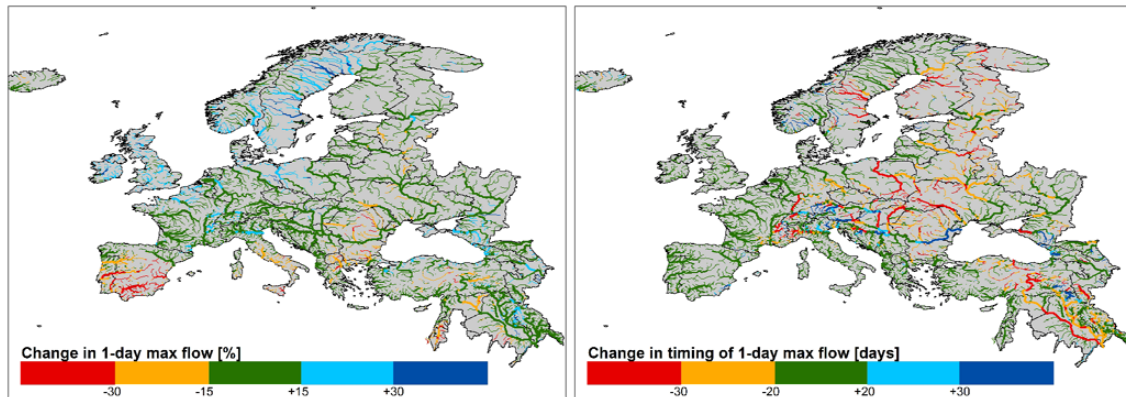 Change in 1-day max flow [%]
-30 -15 +15 +30
Change in timing of 1-day max flow [days]
-30 -20 +20 +30